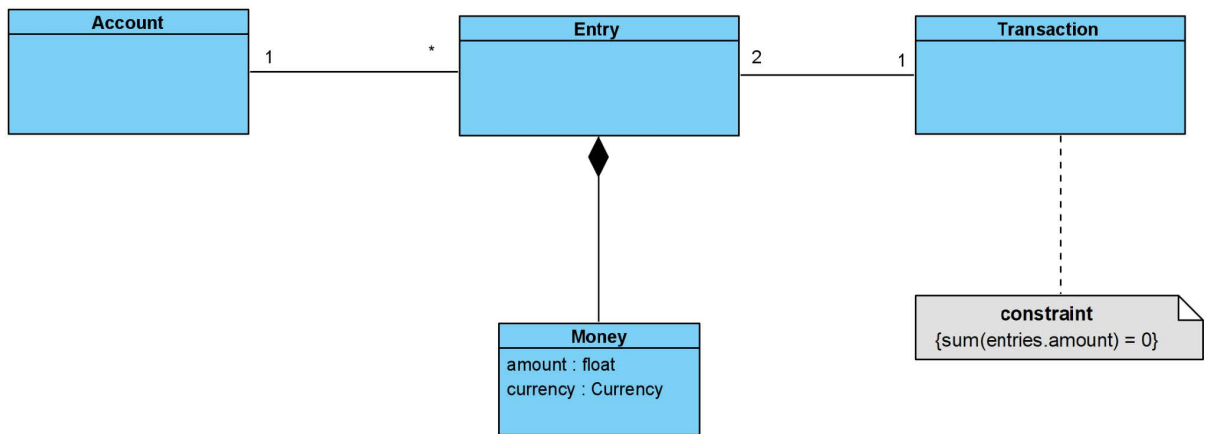 Account
Entry
Transaction
1
*
2
1
Money
amount : float
currency : Currency
constraint
{sum(entries.amount) = 0}